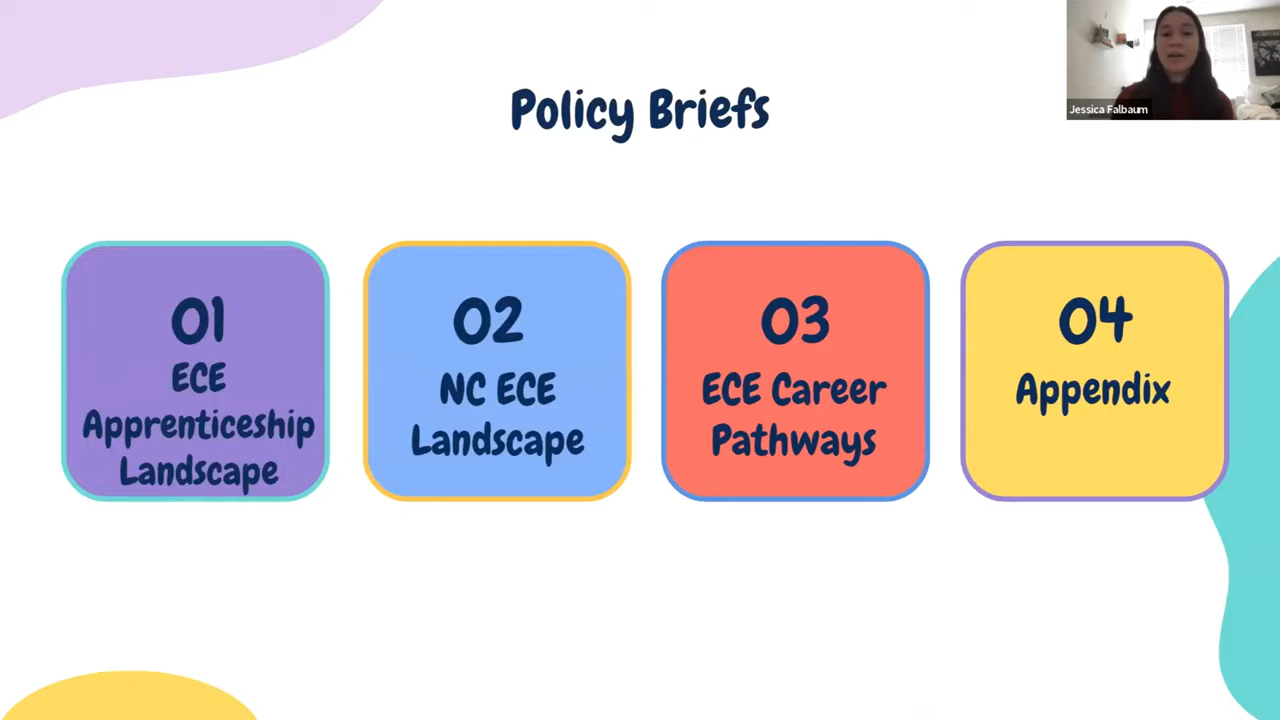 Policy Briefs
Jessica Falbaum
01
ECE
Apprenticeship
Landscape
02
NC ECE
Landscape
03
ECE Career
Pathways
04
Appendix